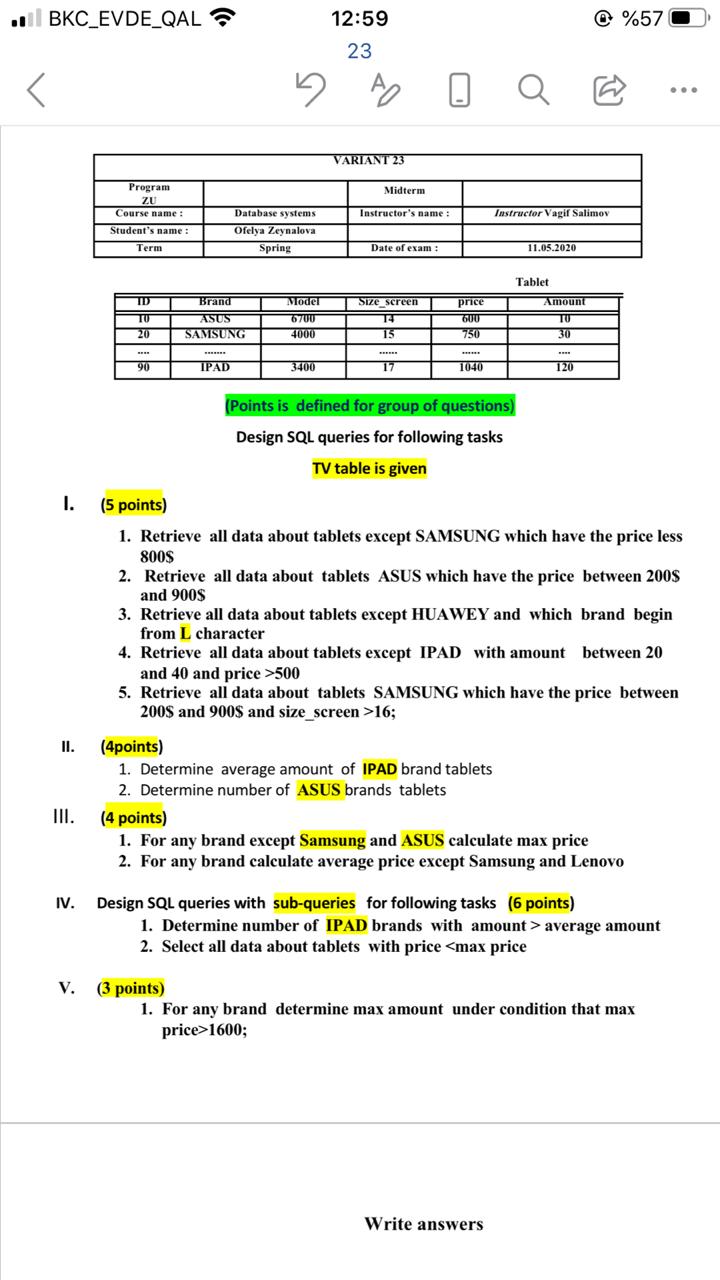 BKC_EVDE_QAL 12:59 %57
23
VARIANT 23
Program ZU Midterm
Course name : Database systems Instructor's name : Instructor Vagif Salimov
Student's name : Ofelya Zeynalova
Term Spring Date of exam : 11.05.2020
Tablet
ID Brand Model Size_screen price Amount
10 ASUS 6700 14 600 10
20 SAMSUNG 4000 15 750 30
.... ....... ...... ...... ....
90 IPAD 3400 17 1040 120
(Points is defined for group of questions)
Design SQL queries for following tasks
TV table is given
I. (5 points)
1. Retrieve all data about tablets except SAMSUNG which have the price less
800$
2. Retrieve all data about tablets ASUS which have the price between 200$
and 900$
3. Retrieve all data about tablets except HUAWEY and which brand begin
from L character
4. Retrieve all data about tablets except IPAD with amount between 20
and 40 and price >500
5. Retrieve all data about tablets SAMSUNG which have the price between
200$ and 900$ and size_screen >16;
II. (4points)
1. Determine average amount of IPAD brand tablets
2. Determine number of ASUS brands tablets
III. (4 points)
1. For any brand except Samsung and ASUS calculate max price
2. For any brand calculate average price except Samsung and Lenovo
IV. Design SQL queries with sub-queries for following tasks (6 points)
1. Determine number of IPAD brands with amount > average amount
2. Select all data about tablets with price <max price
V. (3 points)
1. For any brand determine max amount under condition that max
price>1600;
Write answers